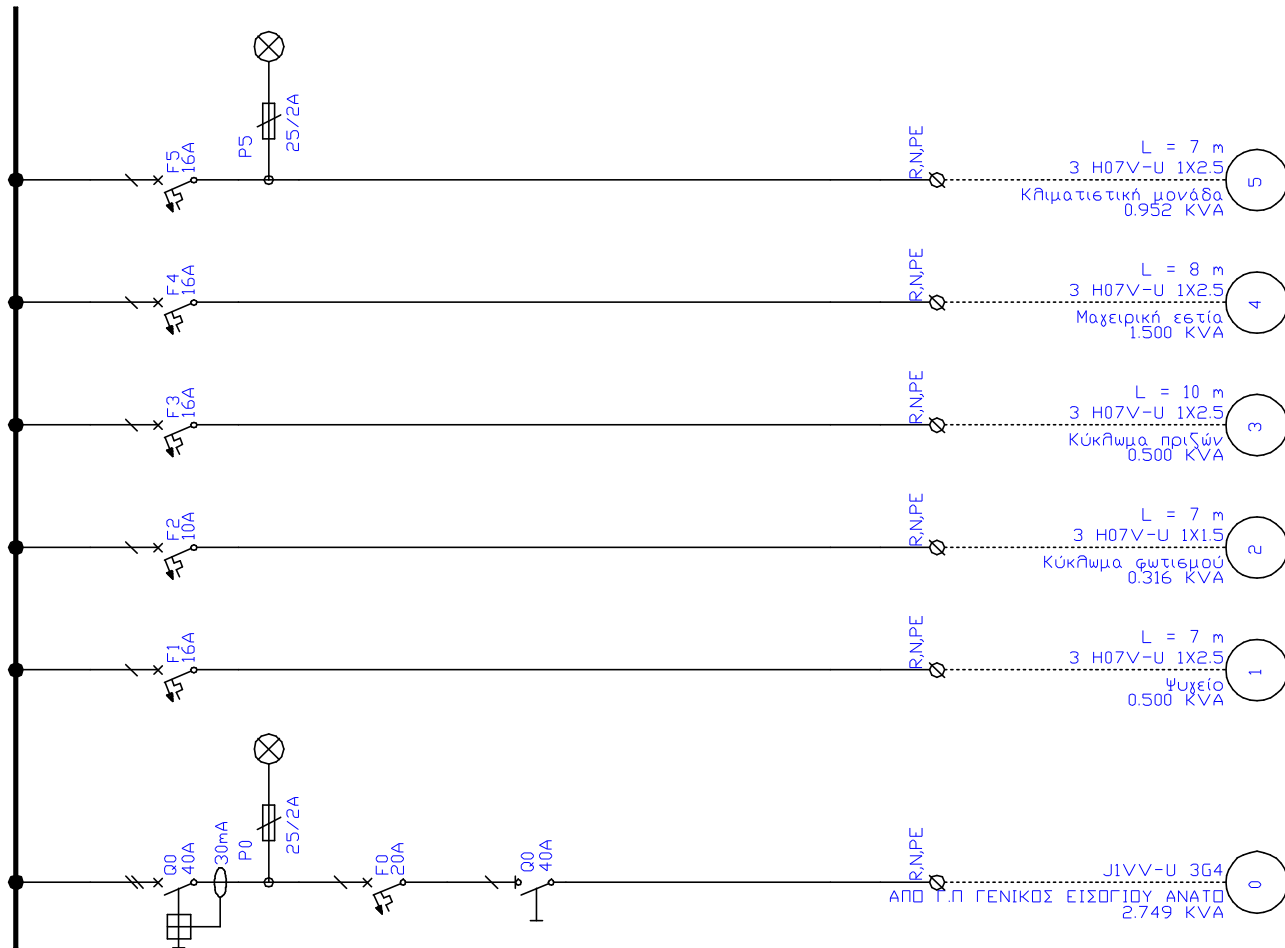 P5
25/2A
F5
16A
R,N,PE
L = 7 m
3 H07V-U 1X2.5
Κλιματιστική μονάδα
0.952 KVA
5
F4
16A
R,N,PE
L = 8 m
3 H07V-U 1X2.5
Μαγειρική εστία
1.500 KVA
4
F3
16A
R,N,PE
L = 10 m
3 H07V-U 1X2.5
Κύκλωμα πριζών
0.500 KVA
3
F2
10A
R,N,PE
L = 7 m
3 H07V-U 1X1.5
Κύκλωμα φωτισμού
0.316 KVA
2
F1
16A
R,N,PE
L = 7 m
3 H07V-U 1X2.5
Ψυγείο
0.500 KVA
1
Q0
40A
30mA
P0
25/2A
F0
20A
Q0
40A
R,N,PE
J1VV-U 3G4
ΑΠΟ Γ.Π ΓΕΝΙΚΟΣ ΕΙΣΟΓΙΟΥ ΑΝΑΤΟ
2.749 KVA
0